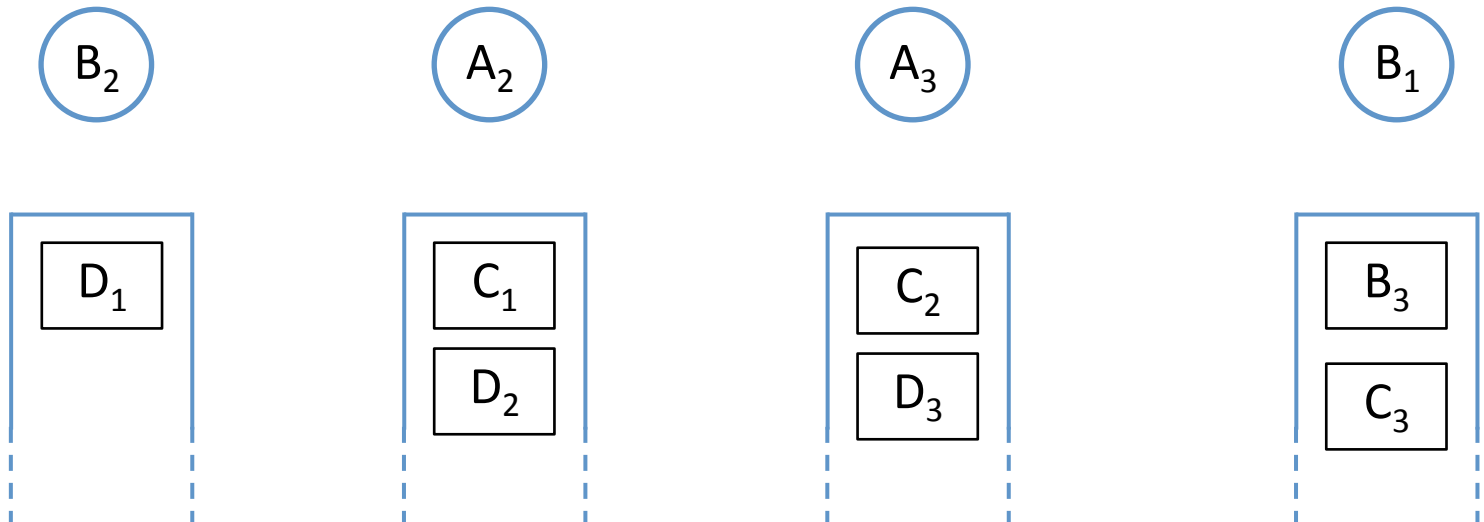 B₂ A₂ A₃ B₁
D₁ C₁ C₂ B₃
D₂ D₃ C₃